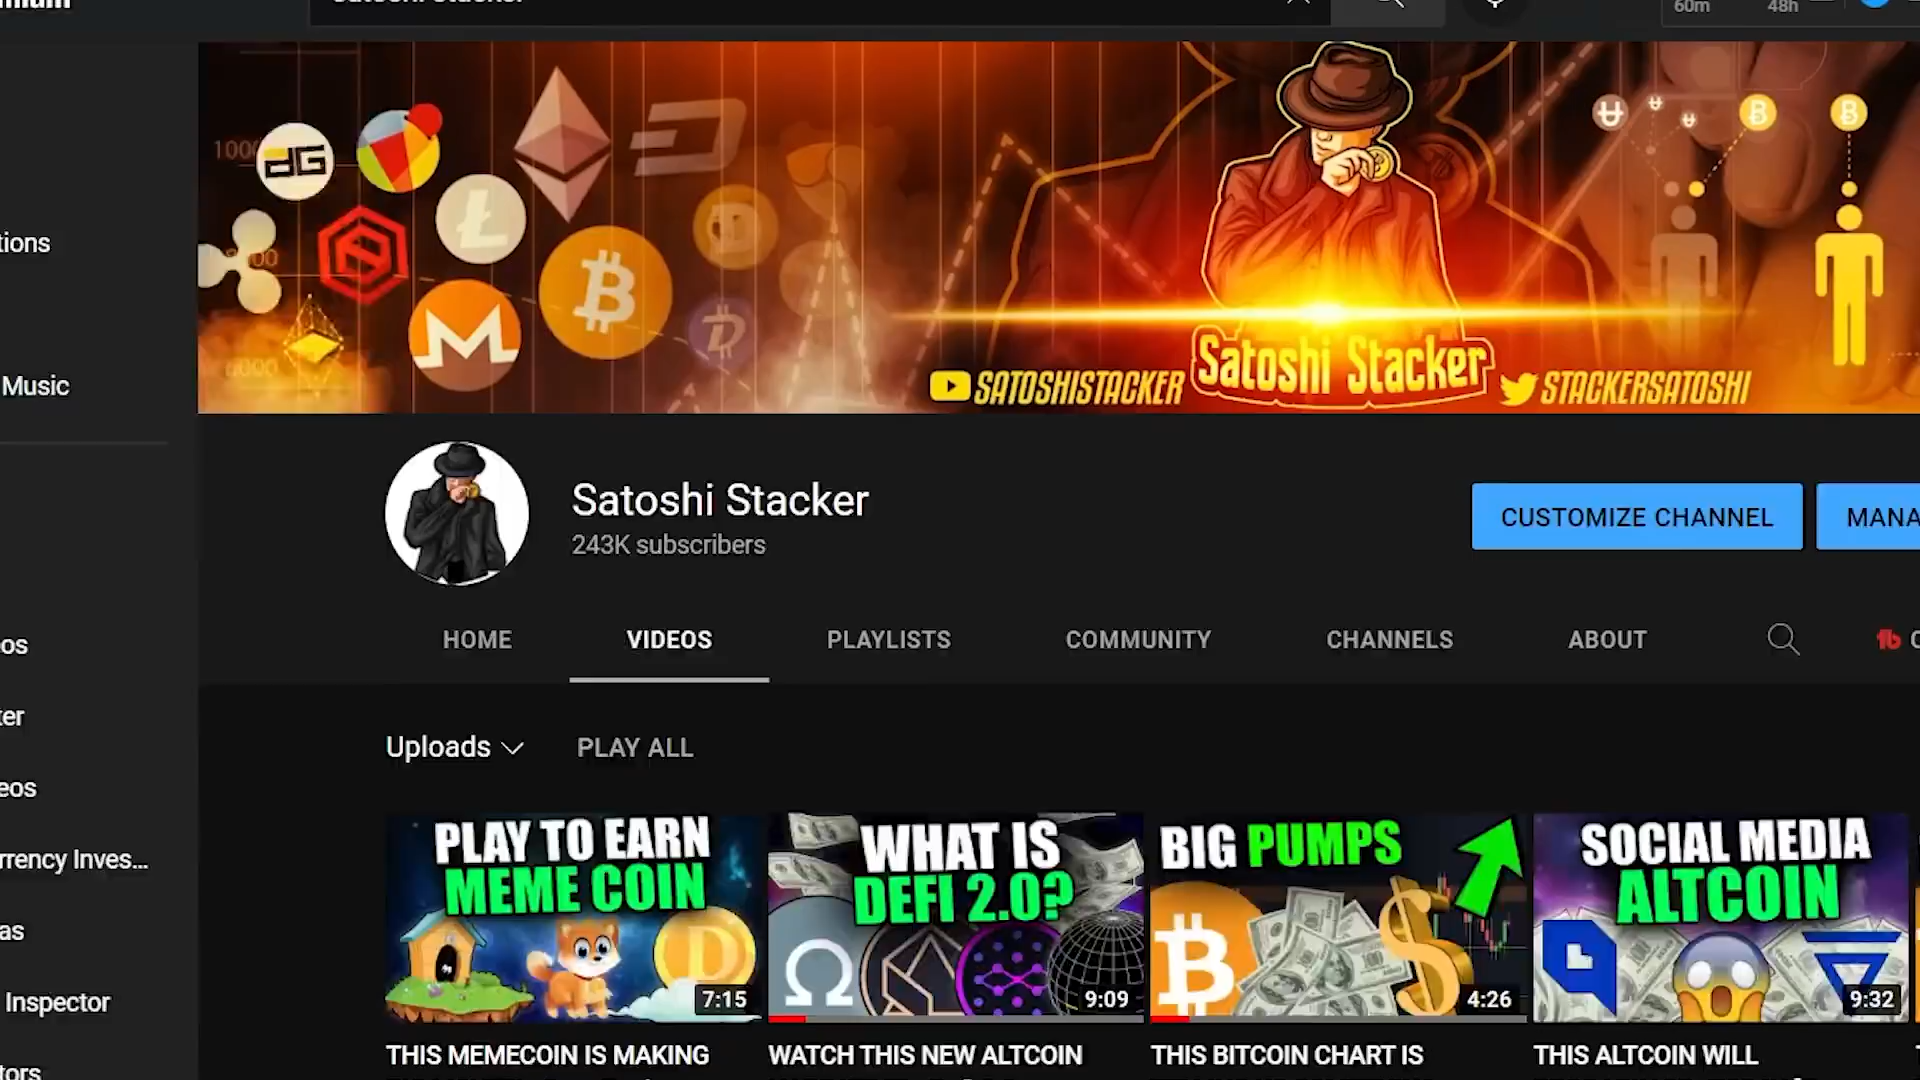 60m 48h
SATOSHISTACKER
Satoshi Stacker
STACKERSATOSHI
tions
Music
Satoshi Stacker
243K subscribers
CUSTOMIZE CHANNEL
MANA
HOME VIDEOS PLAYLISTS COMMUNITY CHANNELS ABOUT
os
ter
eos
rrency Inves...
as
Inspector
tors
Uploads PLAY ALL
PLAY TO EARN
MEME COIN
7:15
WHAT IS
DEFI 2.0?
9:09
BIG PUMPS
4:26
SOCIAL MEDIA
ALTCOIN
9:32
THIS MEMECOIN IS MAKING
WATCH THIS NEW ALTCOIN
THIS BITCOIN CHART IS
THIS ALTCOIN WILL